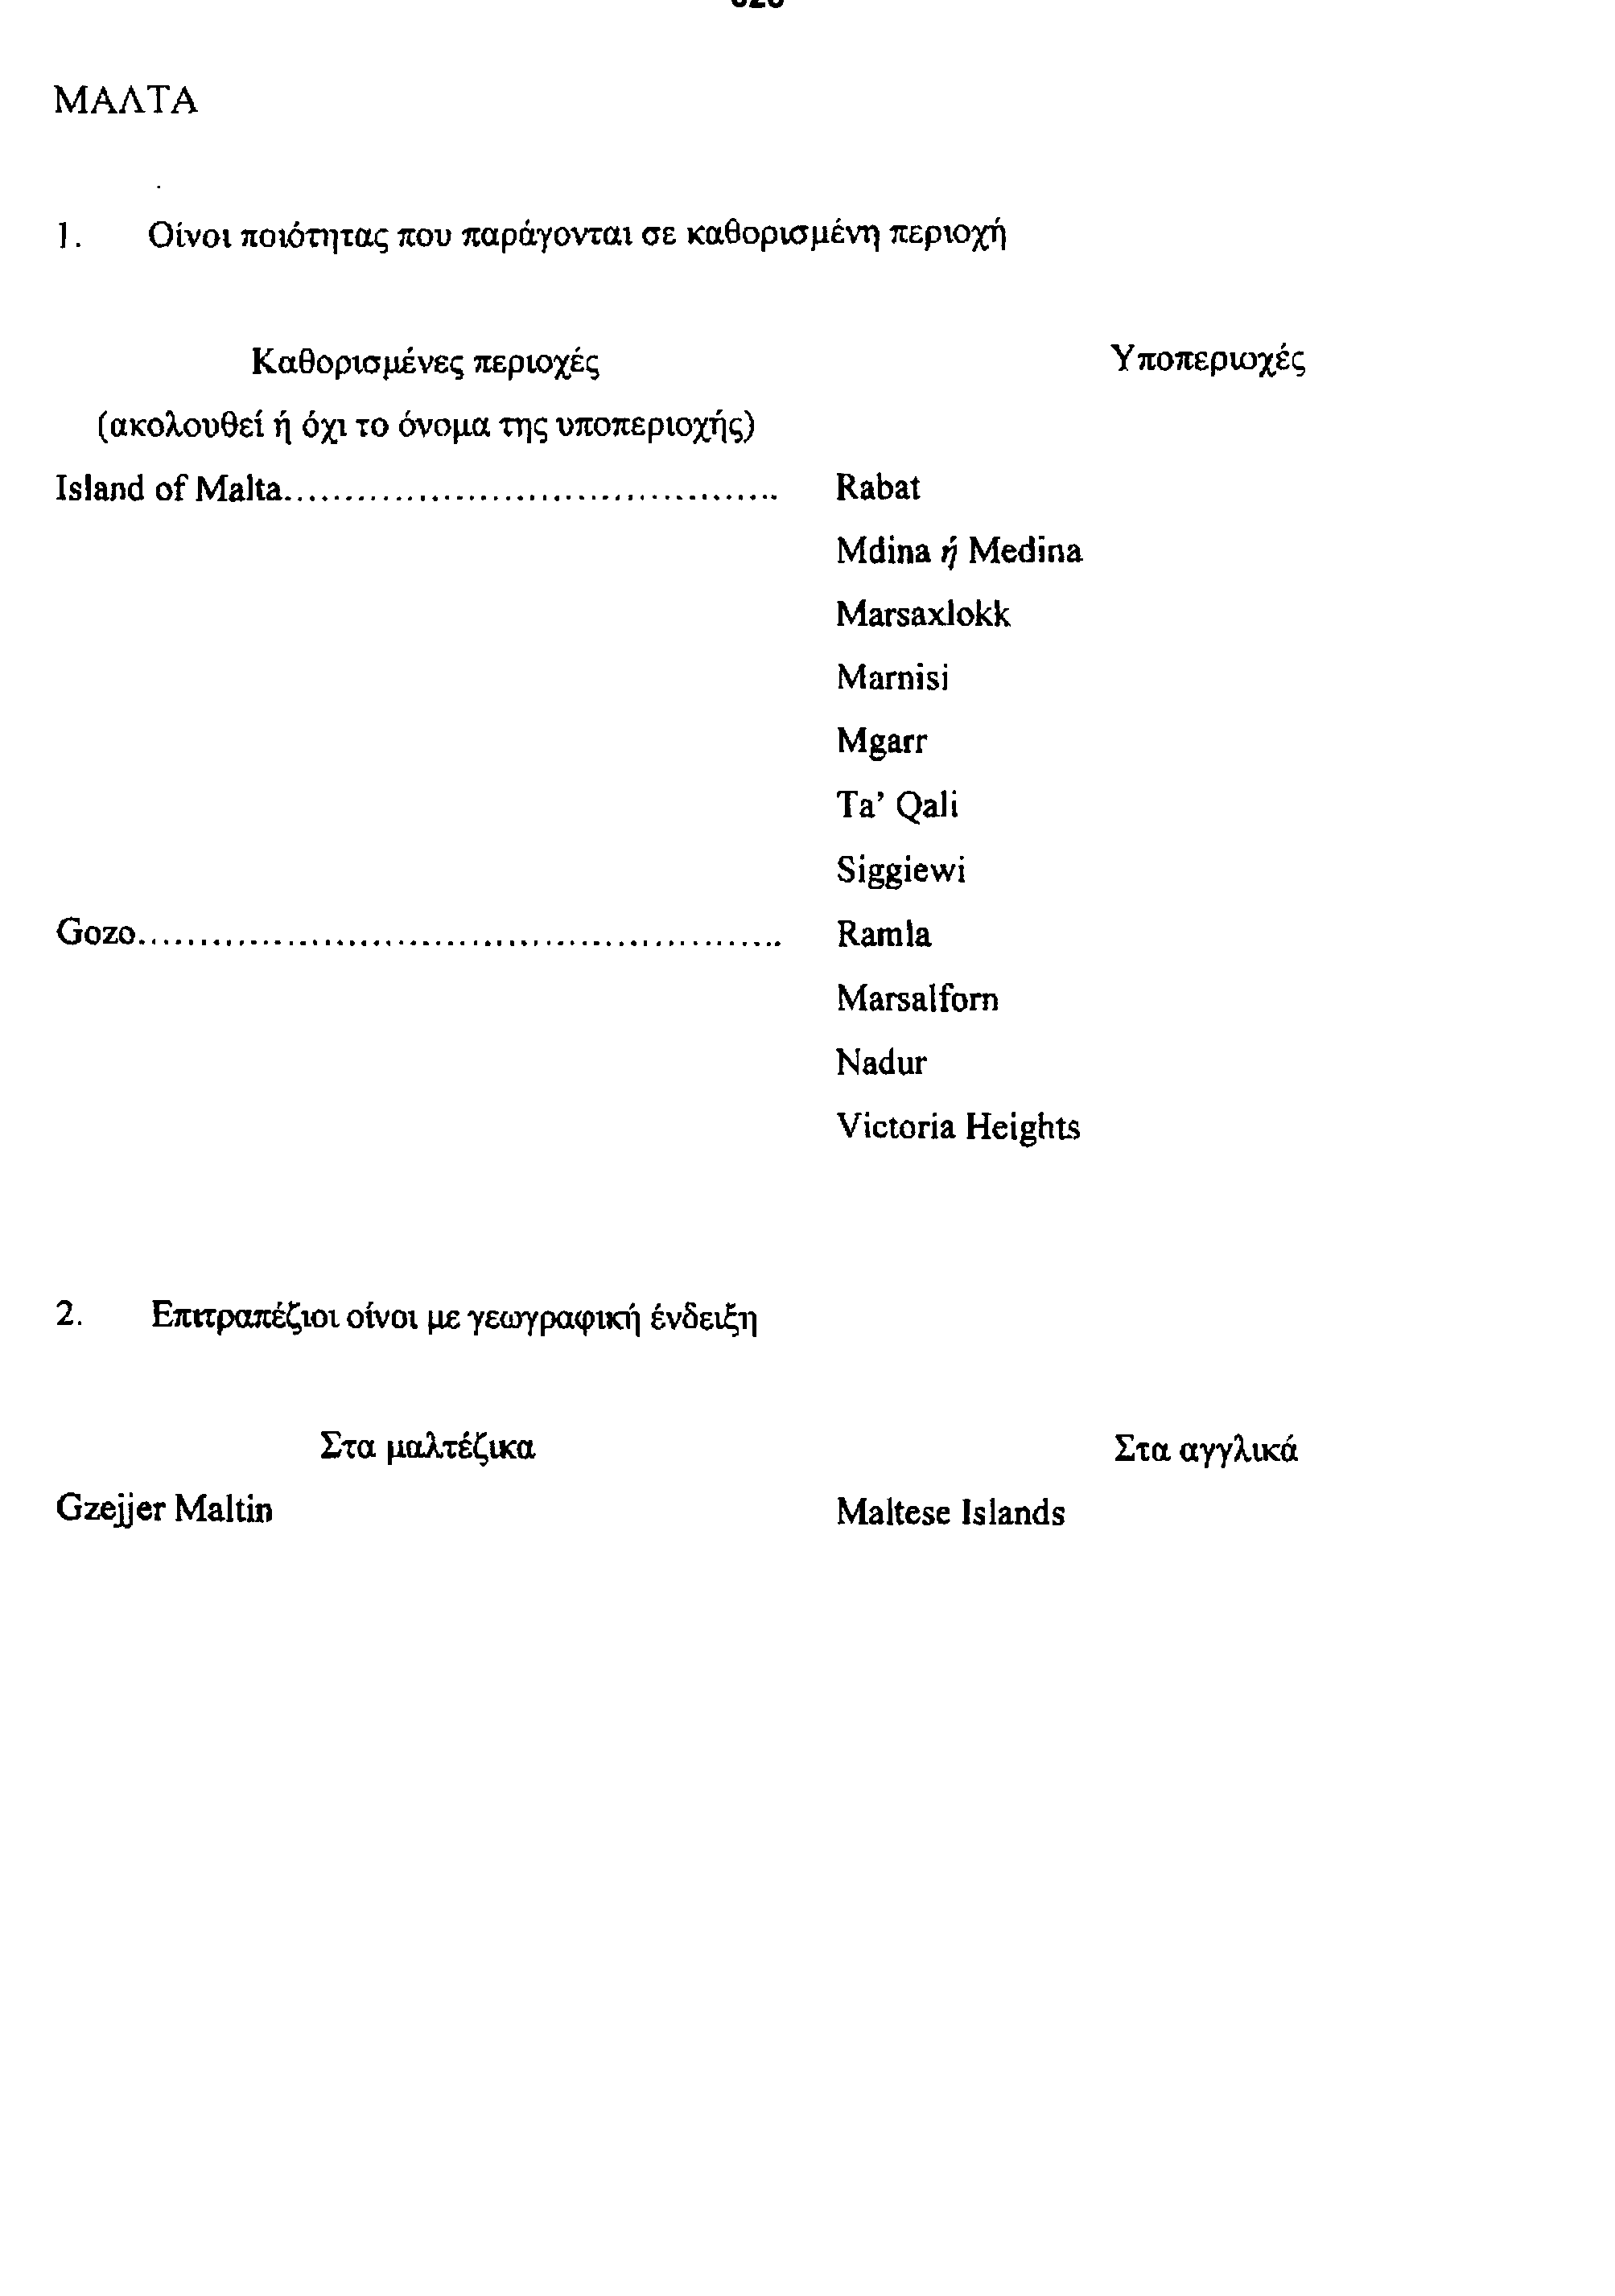 ΜΑΛΤΑ
1. Οίνοι ποιότητας που παράγονται σε καθορισμένη περιοχή
Καθορισμένες περιοχές Υποπεριοχές
(ακολουθεί ή όχι το όνομα της υποπεριοχής)
Island of Malta........................................ Rabat
Mdina ή Medina
Marsaxlokk
Marnisi
Mgarr
Ta’ Qali
Siggiewi
Gozo.................................................... Ramla
Marsalforn
Nadur
Victoria Heights
2. Επιτραπέζιοι οίνοι με γεωγραφική ένδειξη
Στα μαλτέζικα Στα αγγλικά
Gzejjer Maltin Maltese Islands